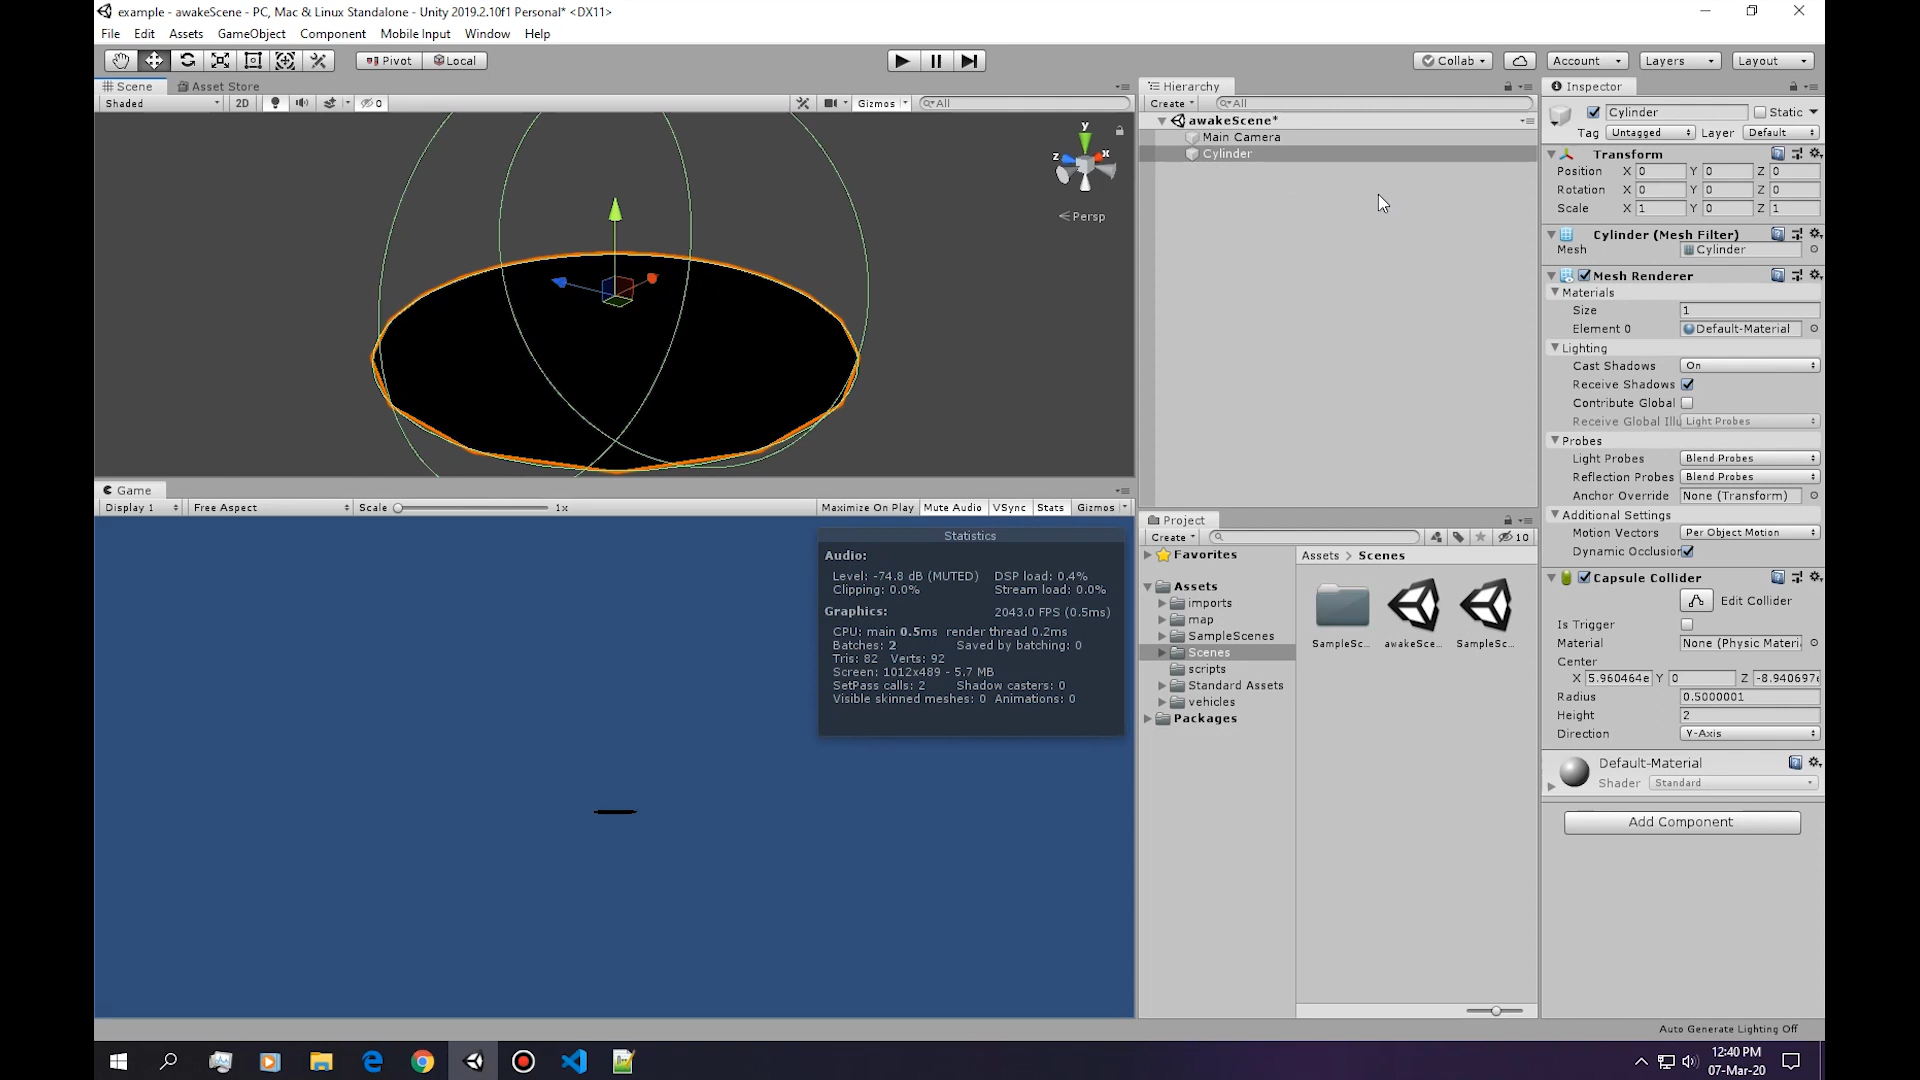 example - awakeScene - PC, Mac & Linux Standalone - Unity 2019.2.10f1 Personal* <DX11>
File Edit Assets GameObject Component Mobile Input Window Help
Pivot Local Collab Account Layers Layout
Scene Asset Store
Shaded 2D 0 Gizmos All
y
x
z
Persp
Game
Display 1 Free Aspect Scale 1x Maximize On Play Mute Audio VSync Stats Gizmos
Statistics
Audio:
Level: -74.8 dB (MUTED) DSP load: 0.4%
Clipping: 0.0% Stream load: 0.0%
Graphics: 2043.0 FPS (0.5ms)
CPU: main 0.5ms render thread 0.2ms
Batches: 2 Saved by batching: 0
Tris: 82 Verts: 92
Screen: 1012x489 - 5.7 MB
SetPass calls: 2 Shadow casters: 0
Visible skinned meshes: 0 Animations: 0
Hierarchy
Create All
awakeScene*
Main Camera
Cylinder
Project
Create 10
Favorites
Assets
imports
map
SampleScenes
Scenes
scripts
Standard Assets
vehicles
Packages
Assets > Scenes
SampleSc... awakeSce... SampleSc...
Inspector
Cylinder Static
Tag Untagged Layer Default
Transform
Position X 0 Y 0 Z 0
Rotation X 0 Y 0 Z 0
Scale X 1 Y 0 Z 1
Cylinder (Mesh Filter)
Mesh Cylinder
Mesh Renderer
Materials
Size 1
Element 0 Default-Material
Lighting
Cast Shadows On
Receive Shadows
Contribute Global
Receive Global Illu Light Probes
Probes
Light Probes Blend Probes
Reflection Probes Blend Probes
Anchor Override None (Transform)
Additional Settings
Motion Vectors Per Object Motion
Dynamic Occlusion
Capsule Collider
Edit Collider
Is Trigger
Material None (Physic Materi
Center
X 5.960464e Y 0 Z -8.940697e
Radius 0.5000001
Height 2
Direction Y-Axis
Default-Material
Shader Standard
Add Component
Auto Generate Lighting Off
12:40 PM
07-Mar-20